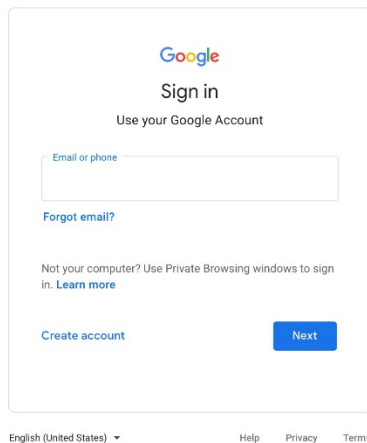 Google
Sign in
Use your Google Account
Email or phone
Forgot email?
Not your computer? Use Private Browsing windows to sign
in. Learn more
Create account Next
English (United States) Help Privacy Terms